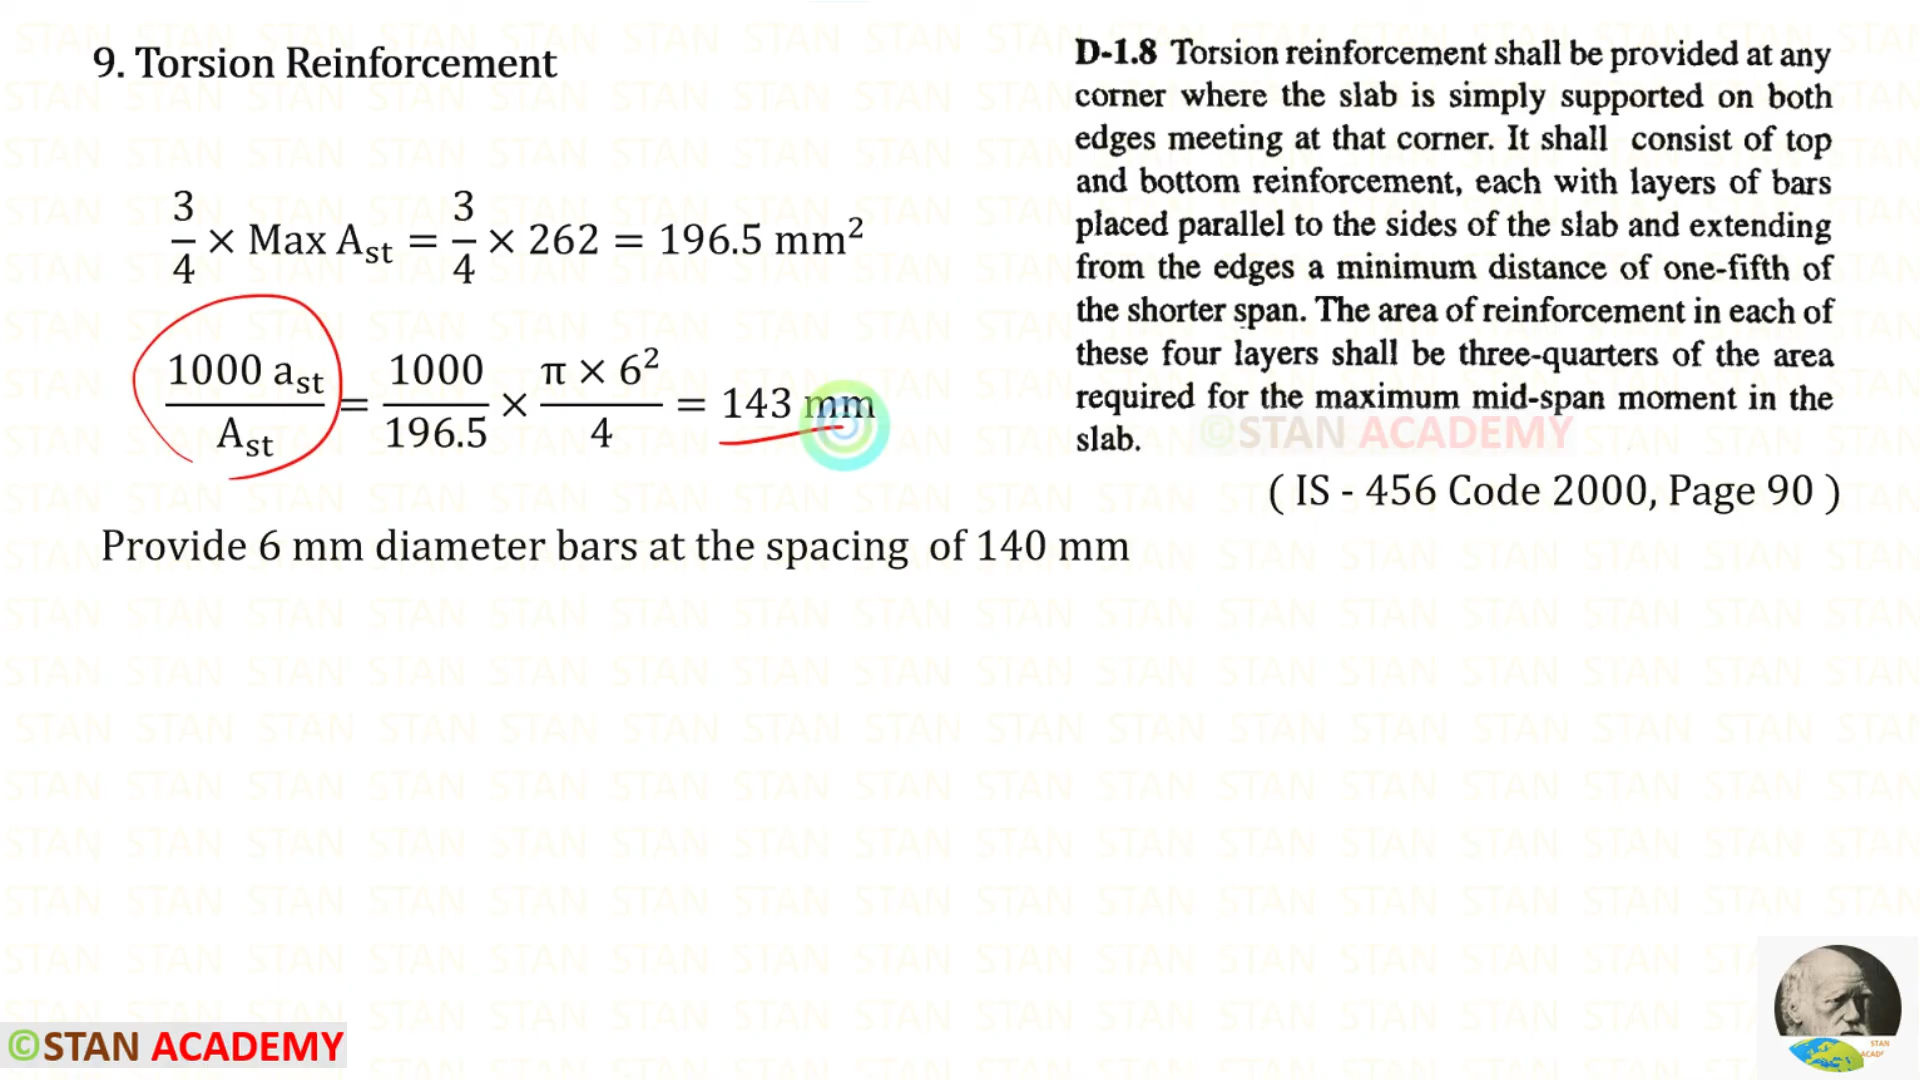 9. Torsion Reinforcement
3/4 × Max Ast = 3/4 × 262 = 196.5 mm²
1000 ast / Ast = 1000/196.5 × π × 6²/4 = 143 mm
Provide 6 mm diameter bars at the spacing of 140 mm
D-1.8 Torsion reinforcement shall be provided at any
corner where the slab is simply supported on both
edges meeting at that corner. It shall consist of top
and bottom reinforcement, each with layers of bars
placed parallel to the sides of the slab and extending
from the edges a minimum distance of one-fifth of
the shorter span. The area of reinforcement in each of
these four layers shall be three-quarters of the area
required for the maximum mid-span moment in the
slab.
©STAN ACADEMY
( IS - 456 Code 2000, Page 90 )
©STAN ACADEMY
STAN